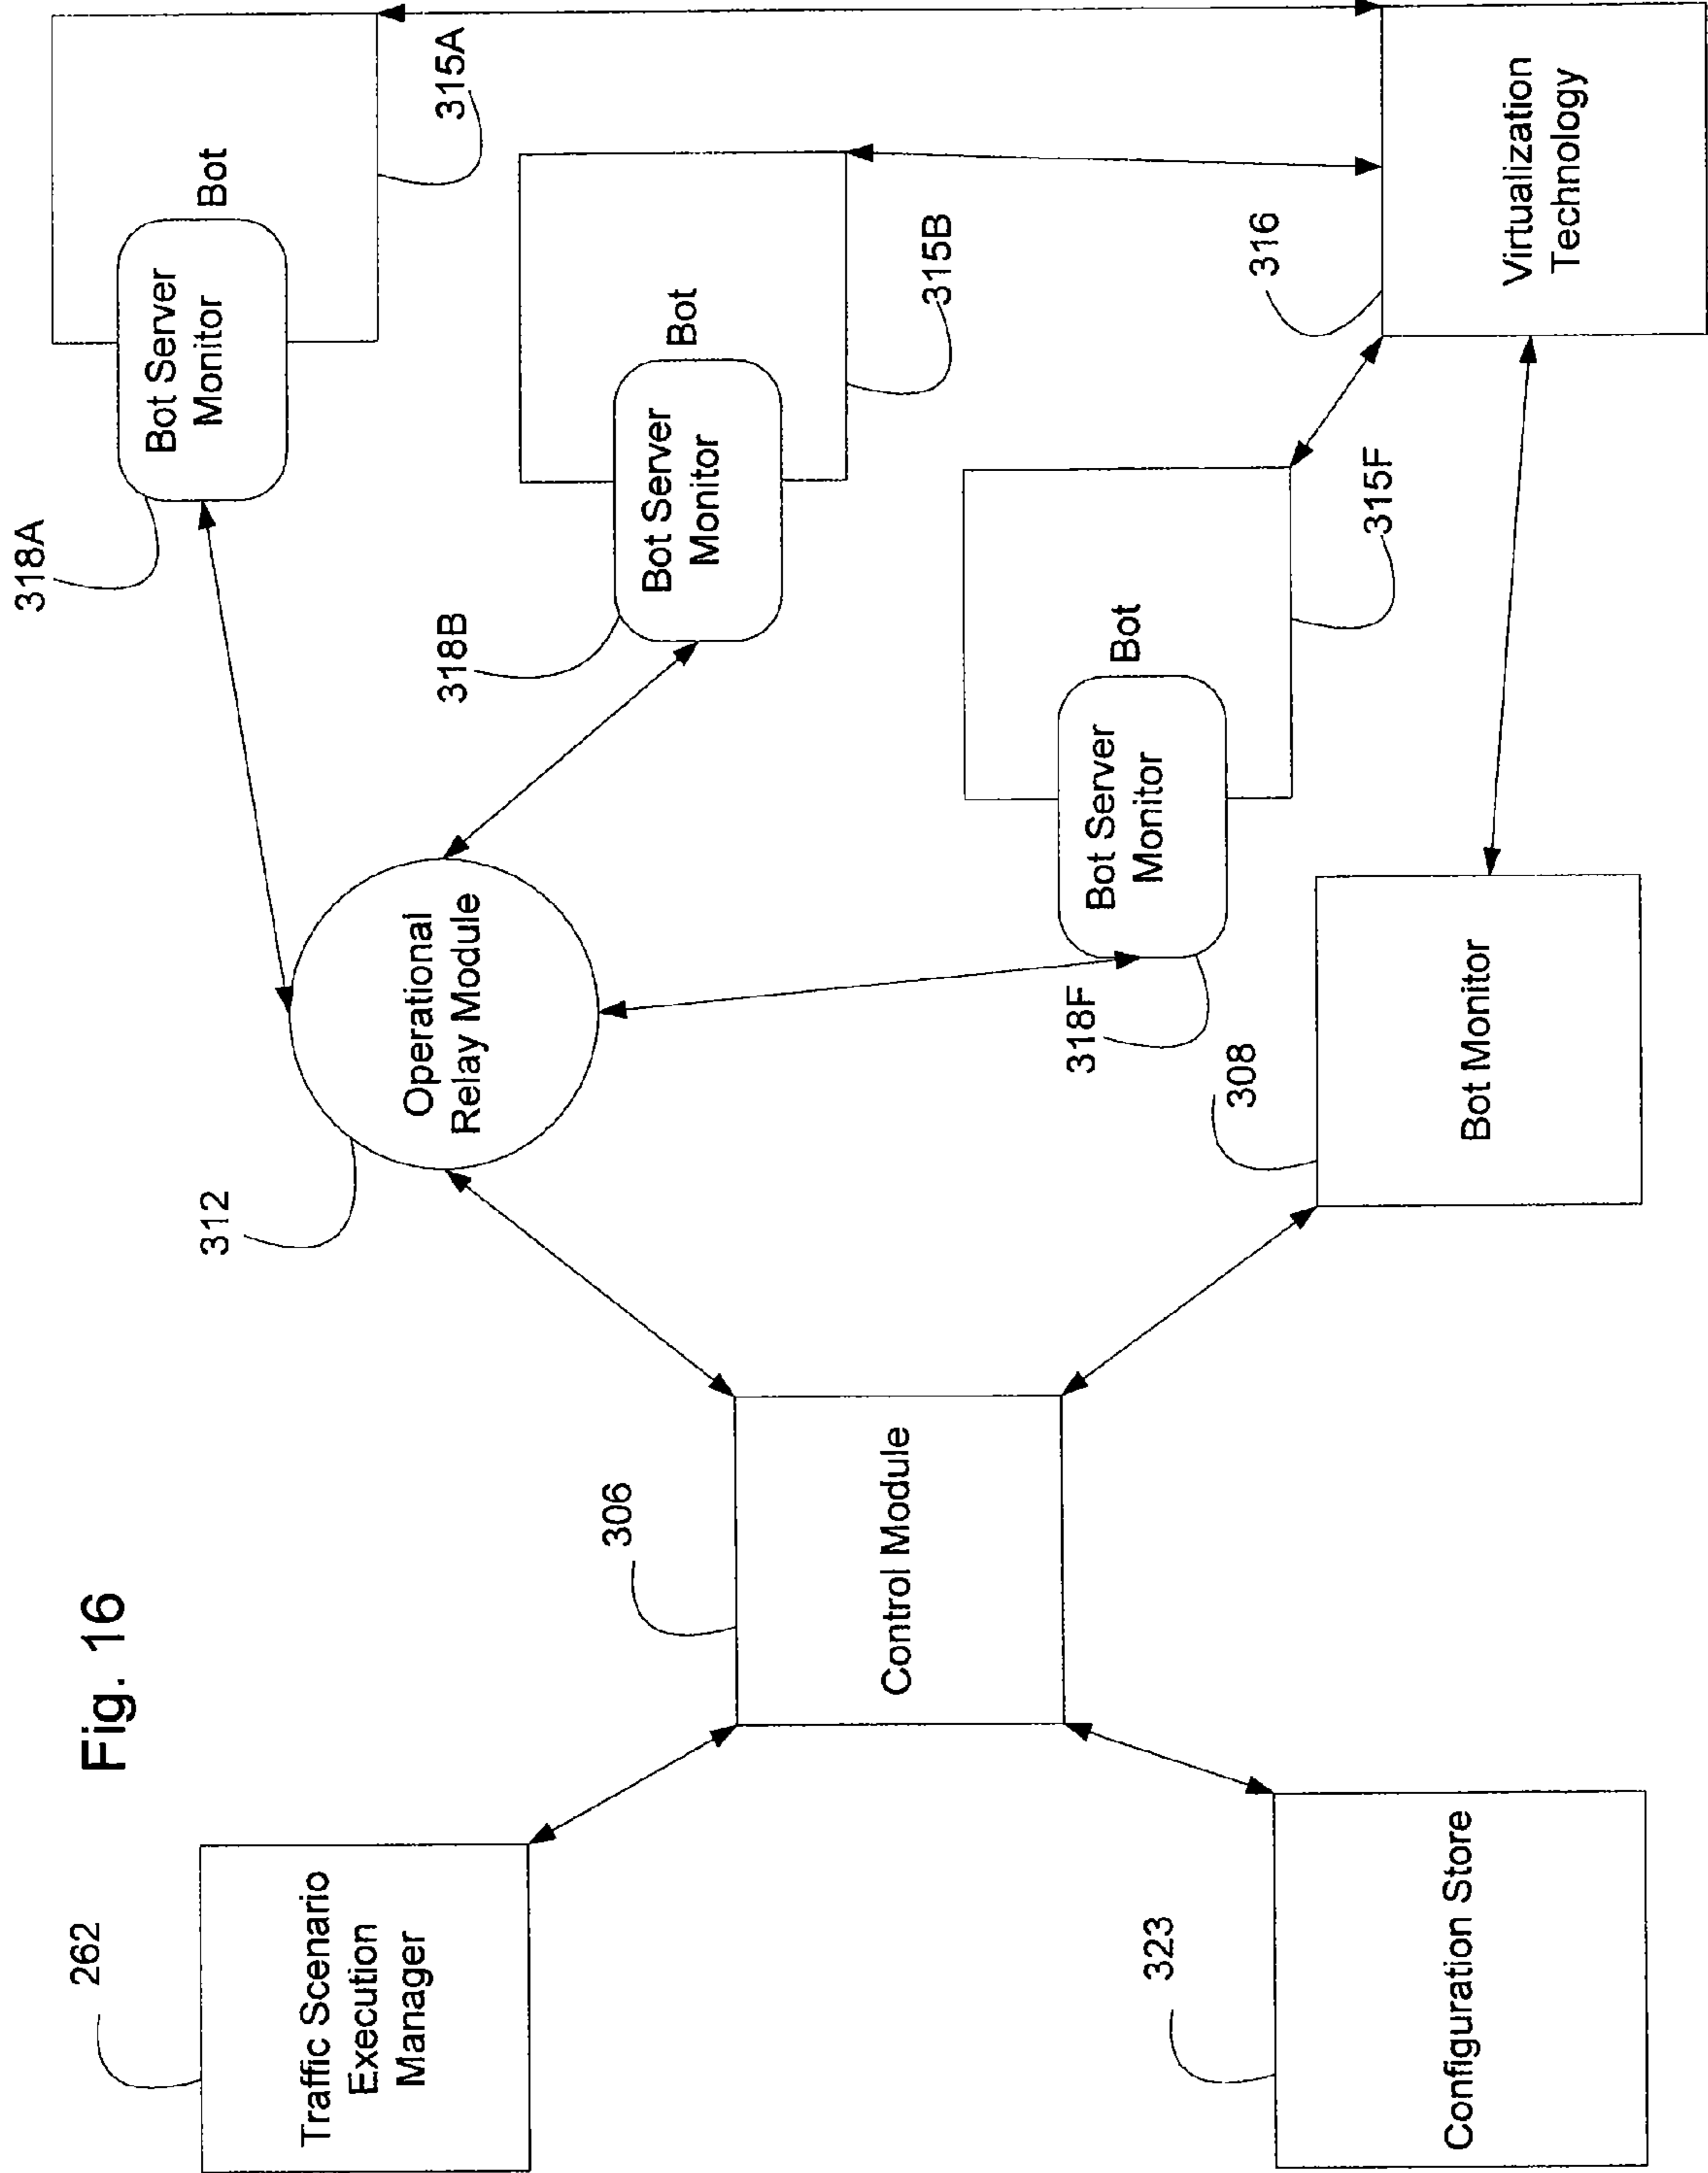 Fig. 16
262
Traffic Scenario
Execution
Manager
323
Configuration Store
306
Control Module
312
Operational
Relay Module
308
Bot Monitor
318A
Bot Server
Monitor
Bot
315A
318B
Bot Server
Monitor
Bot
315B
318F
Bot Server
Monitor
Bot
315F
316
Virtualization
Technology